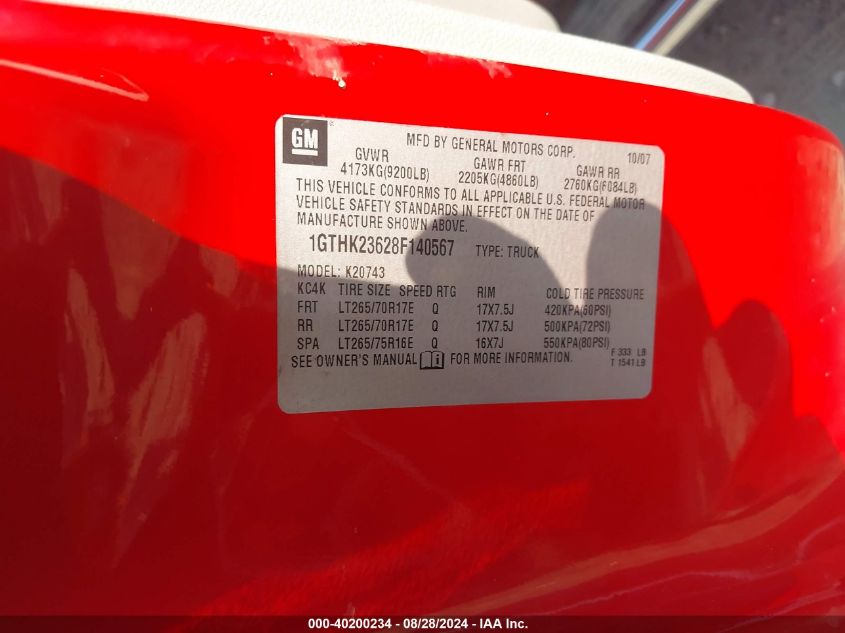 GM
MFD BY GENERAL MOTORS CORP. 10/07
GVWR GAWR FRT GAWR RR
4173KG(9200LB) 2205KG(4860LB) 2760KG(6084LB)
THIS VEHICLE CONFORMS TO ALL APPLICABLE U.S. FEDERAL MOTOR
VEHICLE SAFETY STANDARDS IN EFFECT ON THE DATE OF
MANUFACTURE SHOWN ABOVE.
1GTHK23628F140567 TYPE: TRUCK
MODEL: K20743
KC4K TIRE SIZE SPEED RTG RIM COLD TIRE PRESSURE
FRT LT265/70R17E Q 17X7.5J 420KPA(60PSI)
RR LT265/70R17E Q 17X7.5J 500KPA(72PSI)
SPA LT265/75R16E Q 16X7J 550KPA(80PSI)
SEE OWNER'S MANUAL FOR MORE INFORMATION.
F 333 LB
T 1541 LB
000-40200234 - 08/28/2024 - IAA Inc.